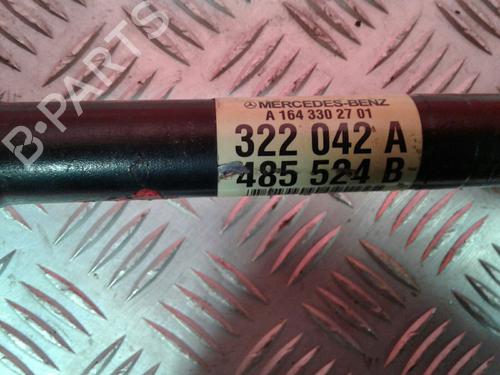 B-PARTS
MERCEDES-BENZ
A 164 330 27 01
322 042 A
485 524 B